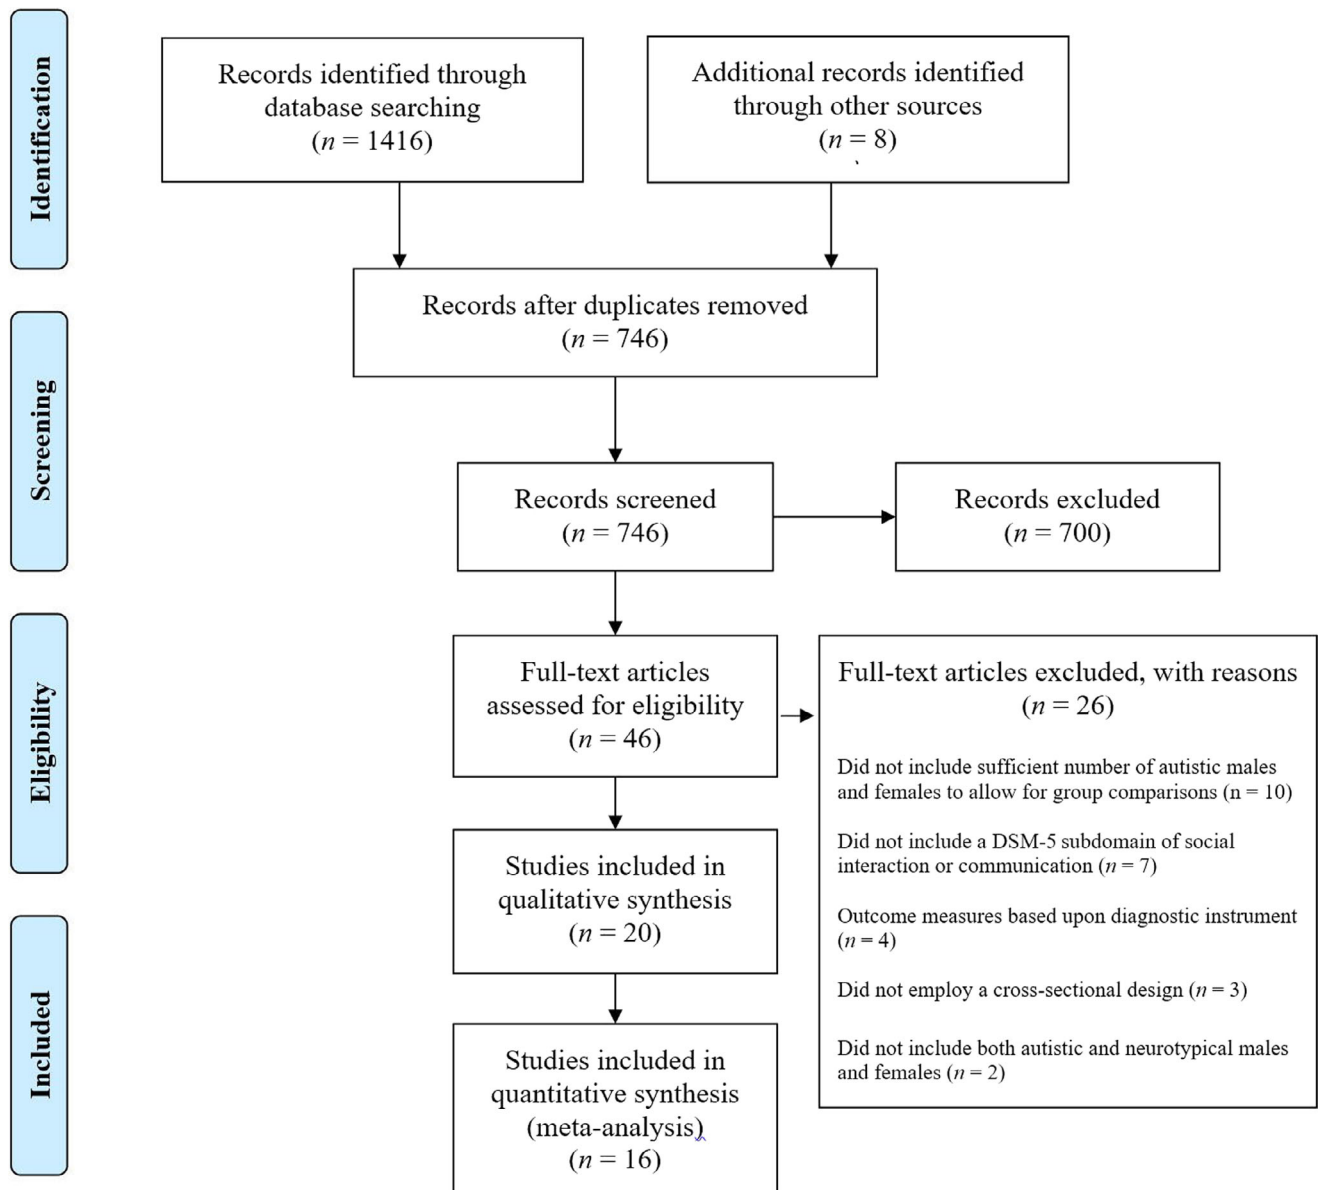 Identification
Records identified through
database searching
(n = 1416)
Additional records identified
through other sources
(n = 8)
Records after duplicates removed
(n = 746)
Screening
Records screened
(n = 746)
Records excluded
(n = 700)
Eligibility
Full-text articles
assessed for eligibility
(n = 46)
Full-text articles excluded, with reasons
(n = 26)
Did not include sufficient number of autistic males
and females to allow for group comparisons (n = 10)
Did not include a DSM-5 subdomain of social
interaction or communication (n = 7)
Outcome measures based upon diagnostic instrument
(n = 4)
Did not employ a cross-sectional design (n = 3)
Did not include both autistic and neurotypical males
and females (n = 2)
Studies included in
qualitative synthesis
(n = 20)
Included
Studies included in
quantitative synthesis
(meta-analysis)
(n = 16)